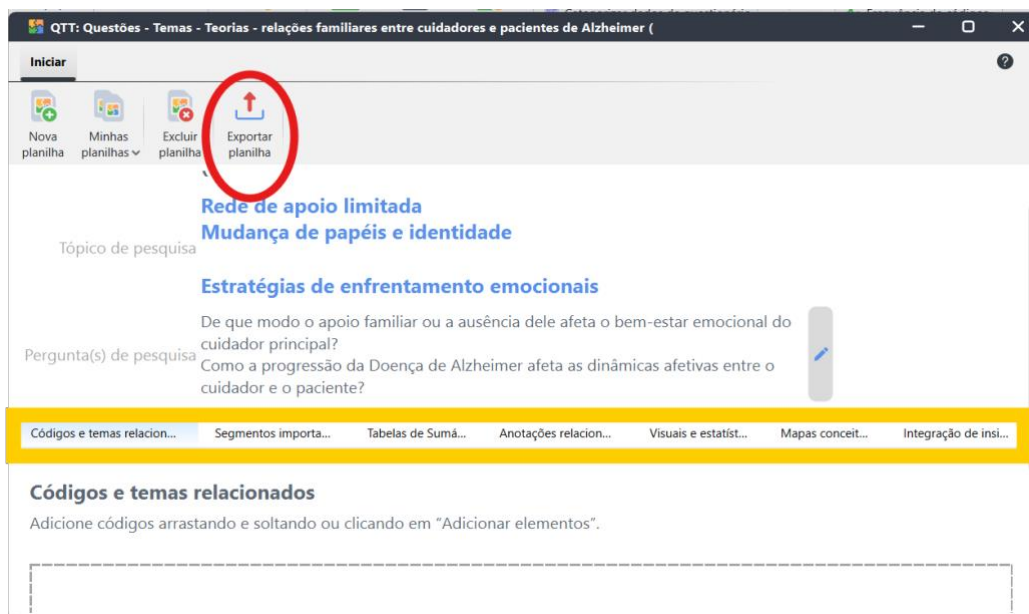 QTT: Questões - Temas - Teorias - relações familiares entre cuidadores e pacientes de Alzheimer (
Iniciar
Nova planilha
Minhas planilhas
Excluir planilha
Exportar planilha
Rede de apoio limitada
Mudança de papéis e identidade
Tópico de pesquisa
Estratégias de enfrentamento emocionais
De que modo o apoio familiar ou a ausência dele afeta o bem-estar emocional do
cuidador principal?
Pergunta(s) de pesquisa
Como a progressão da Doença de Alzheimer afeta as dinâmicas afetivas entre o
cuidador e o paciente?
Códigos e temas relacion... Segmentos importa... Tabelas de Sumá... Anotações relacion... Visuais e estatíst... Mapas conceit... Integração de insi...
Códigos e temas relacionados
Adicione códigos arrastando e soltando ou clicando em "Adicionar elementos".